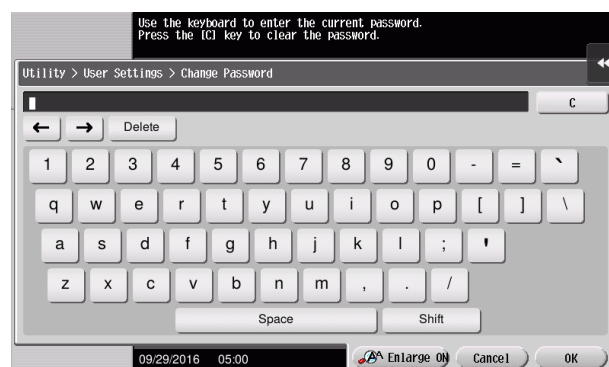 Use the keyboard to enter the current password.
Press the [C] key to clear the password.
Utility > User Settings > Change Password
C
← → Delete
1 2 3 4 5 6 7 8 9 0 - = `
q w e r t y u i o p [ ] \
a s d f g h j k l ; '
z x c v b n m , . /
Space Shift
09/29/2016 05:00 Enlarge ON Cancel OK